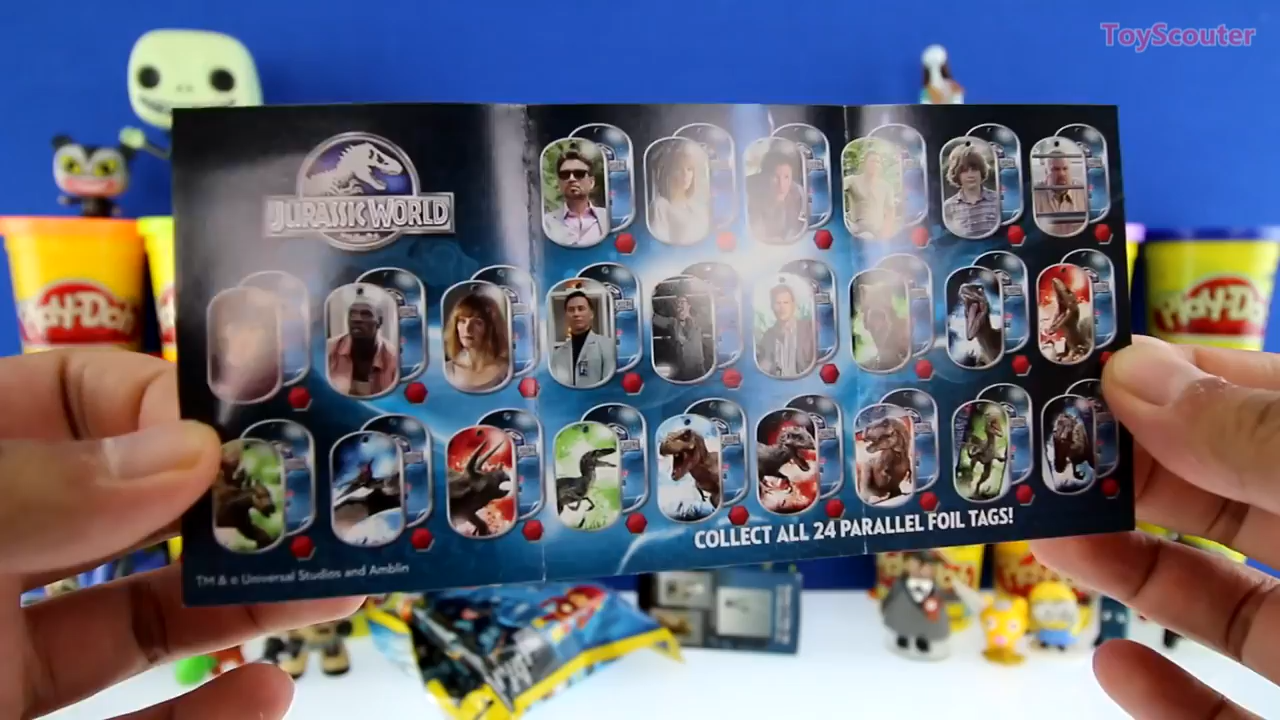 ToyScouter
JURASSIC WORLD
COLLECT ALL 24 PARALLEL FOIL TAGS!
TM & © Universal Studios and Amblin
Play-Doh
Play-Doh